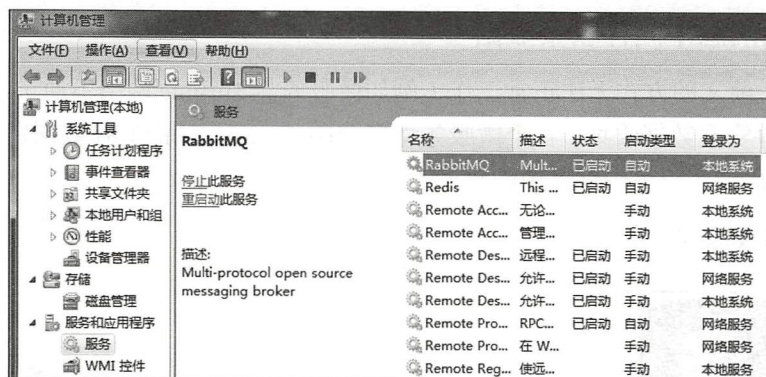 计算机管理
文件(F) 操作(A) 查看(V) 帮助(H)
计算机管理(本地)
系统工具
任务计划程序
事件查看器
共享文件夹
本地用户和组
性能
设备管理器
存储
磁盘管理
服务和应用程序
服务
WMI 控件
服务
RabbitMQ
停止此服务
重启动此服务
描述:
Multi-protocol open source
messaging broker
名称 描述 状态 启动类型 登录为
RabbitMQ Mult... 已启动 自动 本地系统
Redis This ... 已启动 自动 网络服务
Remote Acc... 无论... 手动 本地系统
Remote Acc... 管理... 手动 本地系统
Remote Des... 远程... 已启动 手动 本地系统
Remote Des... 允许... 已启动 手动 网络服务
Remote Des... 允许... 已启动 手动 本地系统
Remote Pro... RPC... 已启动 自动 网络服务
Remote Pro... 在 W... 手动 网络服务
Remote Reg... 使远... 手动 本地服务